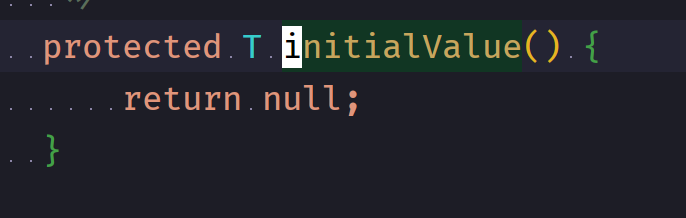 */
protected T initialValue() {
return null;
}